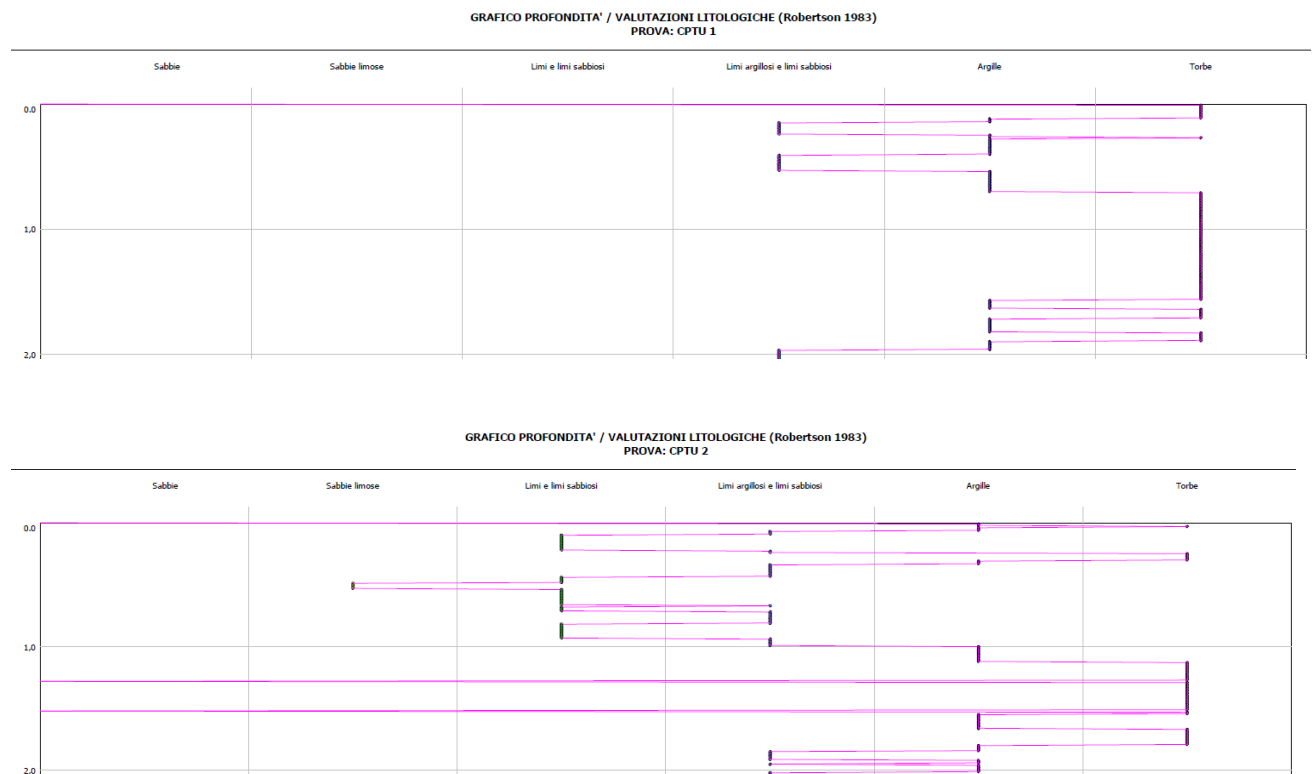 GRAFICO PROFONDITA' / VALUTAZIONI LITOLOGICHE (Robertson 1983)
PROVA: CPTU 1
Sabbie Sabbie limose Limi e limi sabbiosi Limi argillosi e limi sabbiosi Argille Torbe
0.0
1,0
2,0
GRAFICO PROFONDITA' / VALUTAZIONI LITOLOGICHE (Robertson 1983)
PROVA: CPTU 2
Sabbie Sabbie limose Limi e limi sabbiosi Limi argillosi e limi sabbiosi Argille Torbe
0.0
1,0
2,0